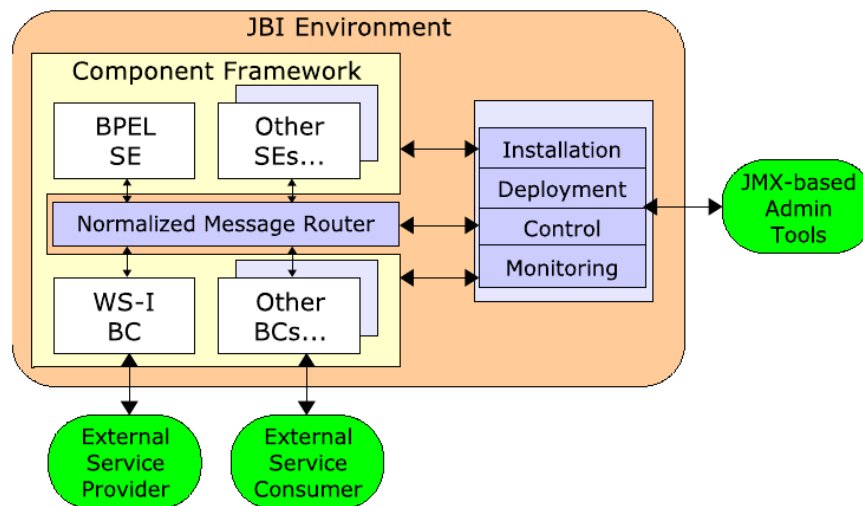 JBI Environment
Component Framework
BPEL
SE
Other
SEs...
Normalized Message Router
WS-I
BC
Other
BCs...
Installation
Deployment
Control
Monitoring
JMX-based
Admin
Tools
External
Service
Provider
External
Service
Consumer